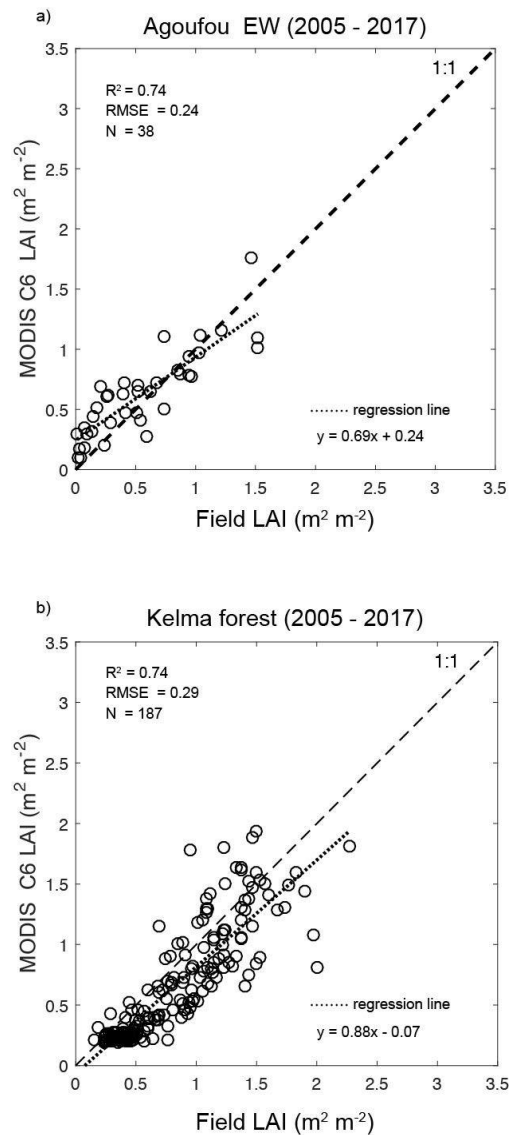 a)
Agoufou EW (2005 - 2017)
3.5
1:1
R² = 0.74
RMSE = 0.24
N = 38
3
2.5
2
1.5
1
0.5
0
MODIS C6 LAI (m² m⁻²)
regression line
y = 0.69x + 0.24
0 0.5 1 1.5 2 2.5 3 3.5
Field LAI (m² m⁻²)
b)
Kelma forest (2005 - 2017)
3.5
1:1
R² = 0.74
RMSE = 0.29
N = 187
3
2.5
2
1.5
1
0.5
0
MODIS C6 LAI (m² m⁻²)
regression line
y = 0.88x - 0.07
0 0.5 1 1.5 2 2.5 3 3.5
Field LAI (m² m⁻²)